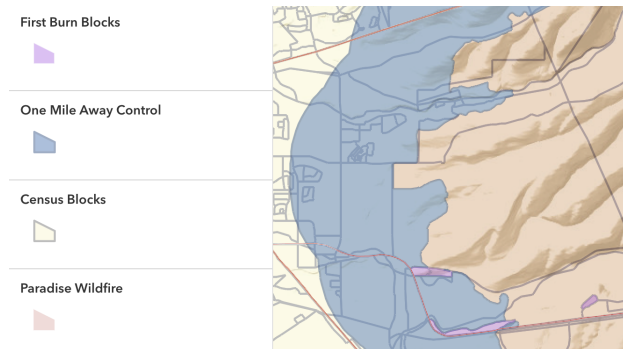 First Burn Blocks
One Mile Away Control
Census Blocks
Paradise Wildfire